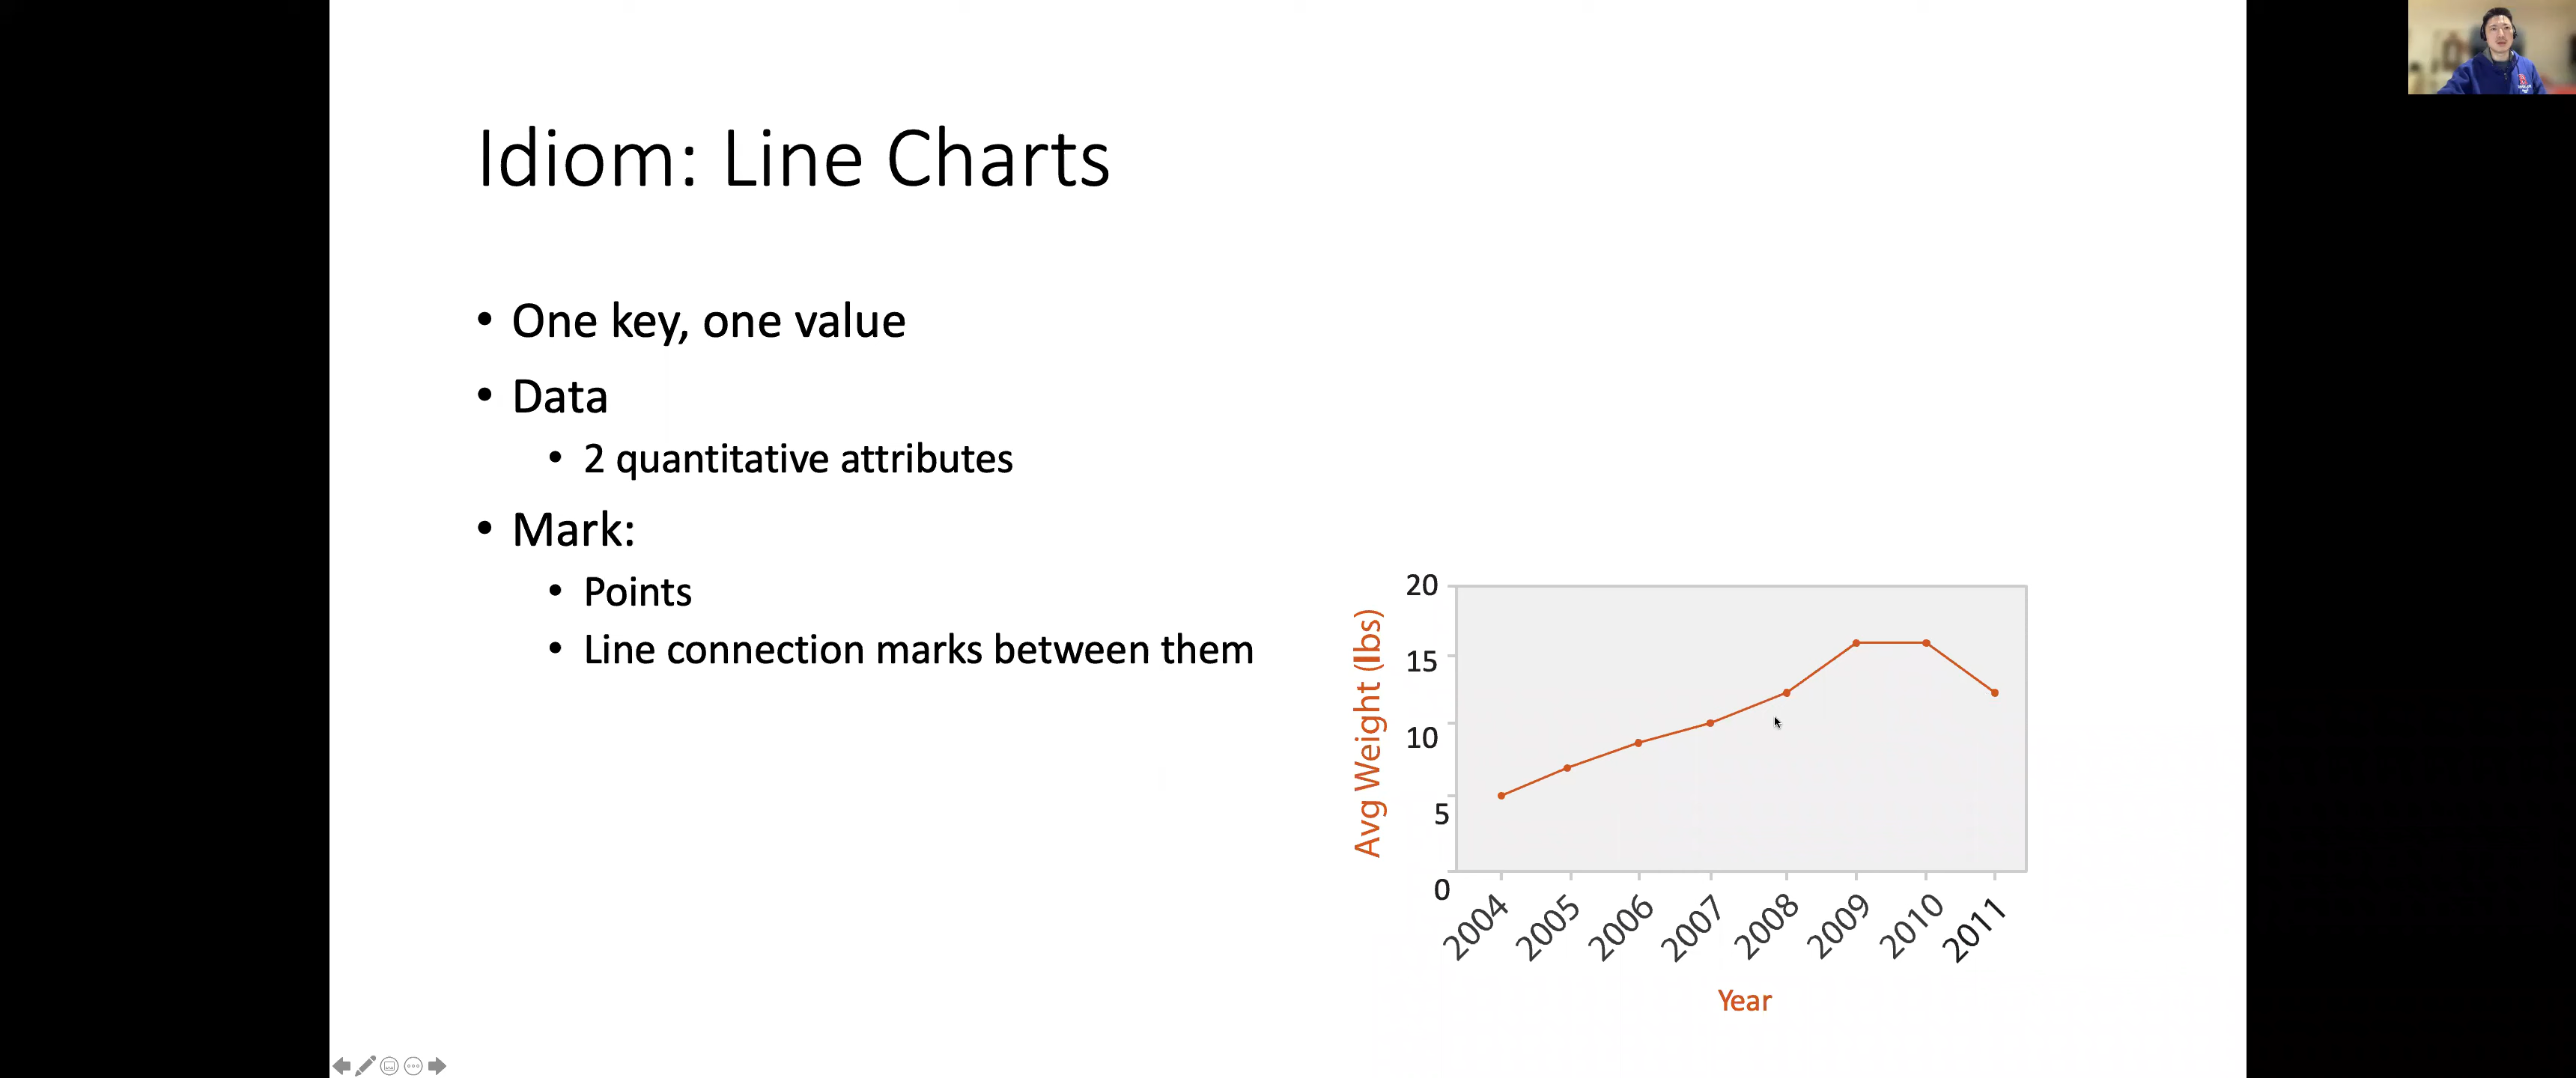 Idiom: Line Charts
• One key, one value
• Data
• 2 quantitative attributes
• Mark:
• Points
• Line connection marks between them
20
15
10
5
0
Avg Weight (lbs)
2004 2005 2006 2007 2008 2009 2010 2011
Year